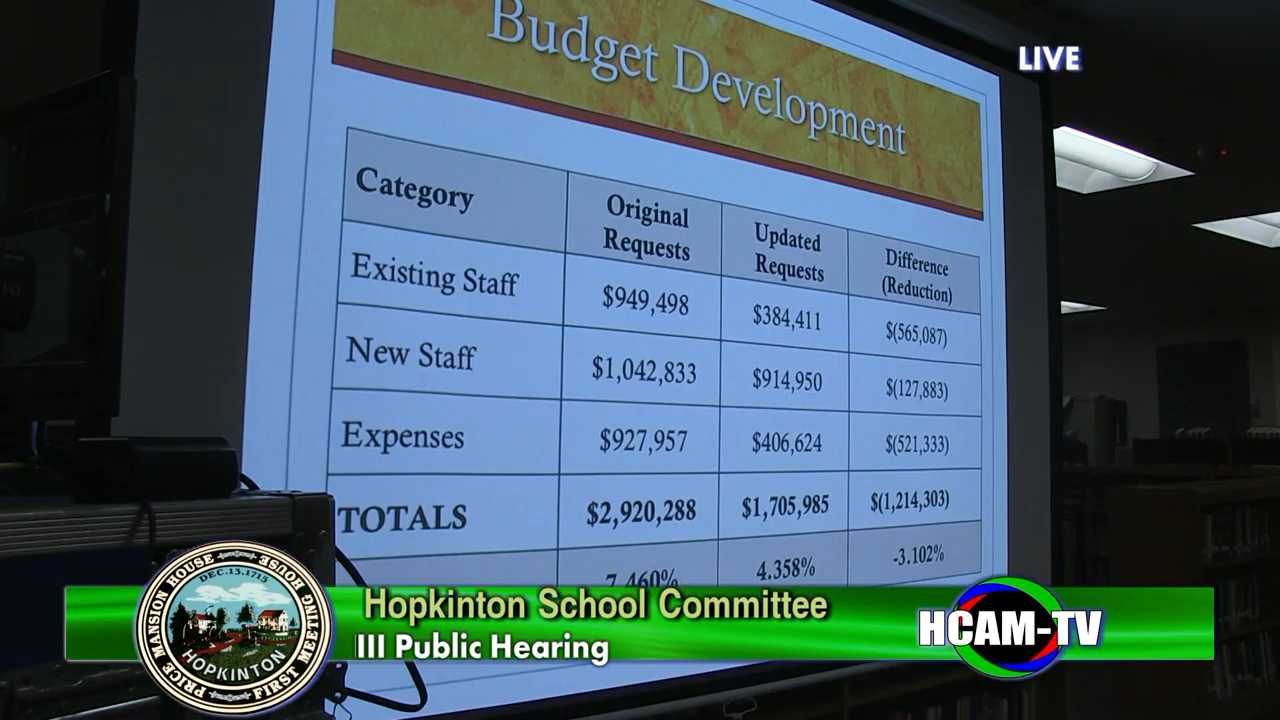 Budget Development
LIVE
Category
Original
Requests
Updated
Requests
Difference
(Reduction)
Existing Staff
$949,498
$384,411
$(565,087)
New Staff
$1,042,833
$914,950
$(127,883)
Expenses
$927,957
$406,624
$(521,333)
TOTALS
$2,920,288
$1,705,985
$(1,214,303)
7.460%
4.358%
-3.102%
Hopkinton School Committee
III Public Hearing
HCAM-TV
PRICE MANSION HOUSE
HOUSE FIRST MEETING
DEC.13.1715
HOPKINTON